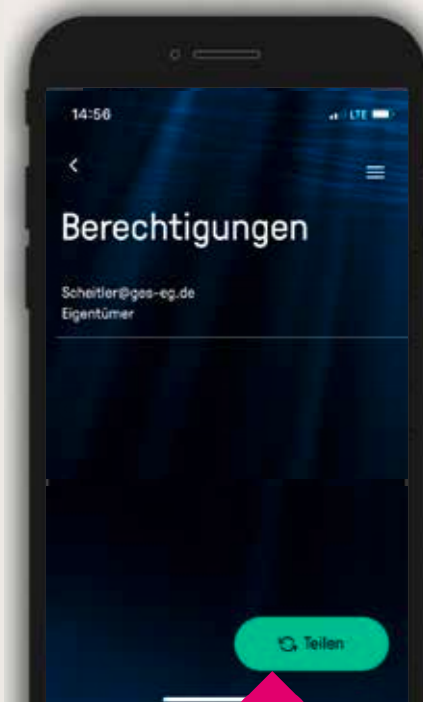 14:56
LTE
Berechtigungen
Scheitler@ges-eg.de
Eigentümer
Teilen